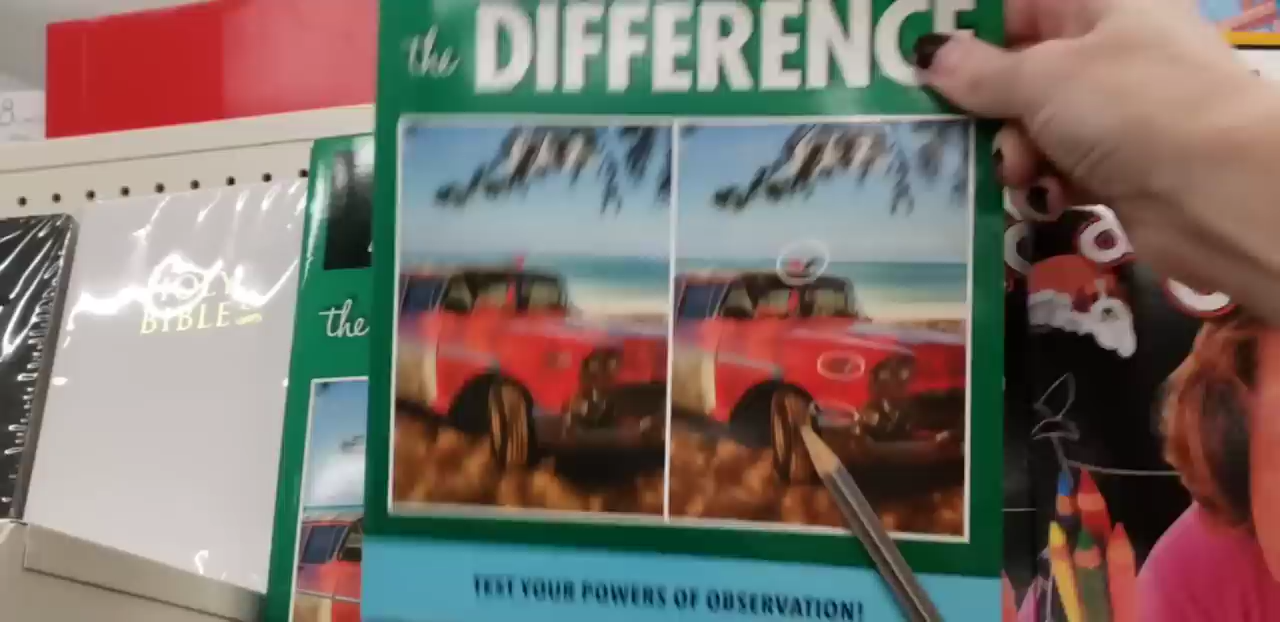 the DIFFERENCE
HOLY
BIBLE
the
TEST YOUR POWERS OF OBSERVATION!